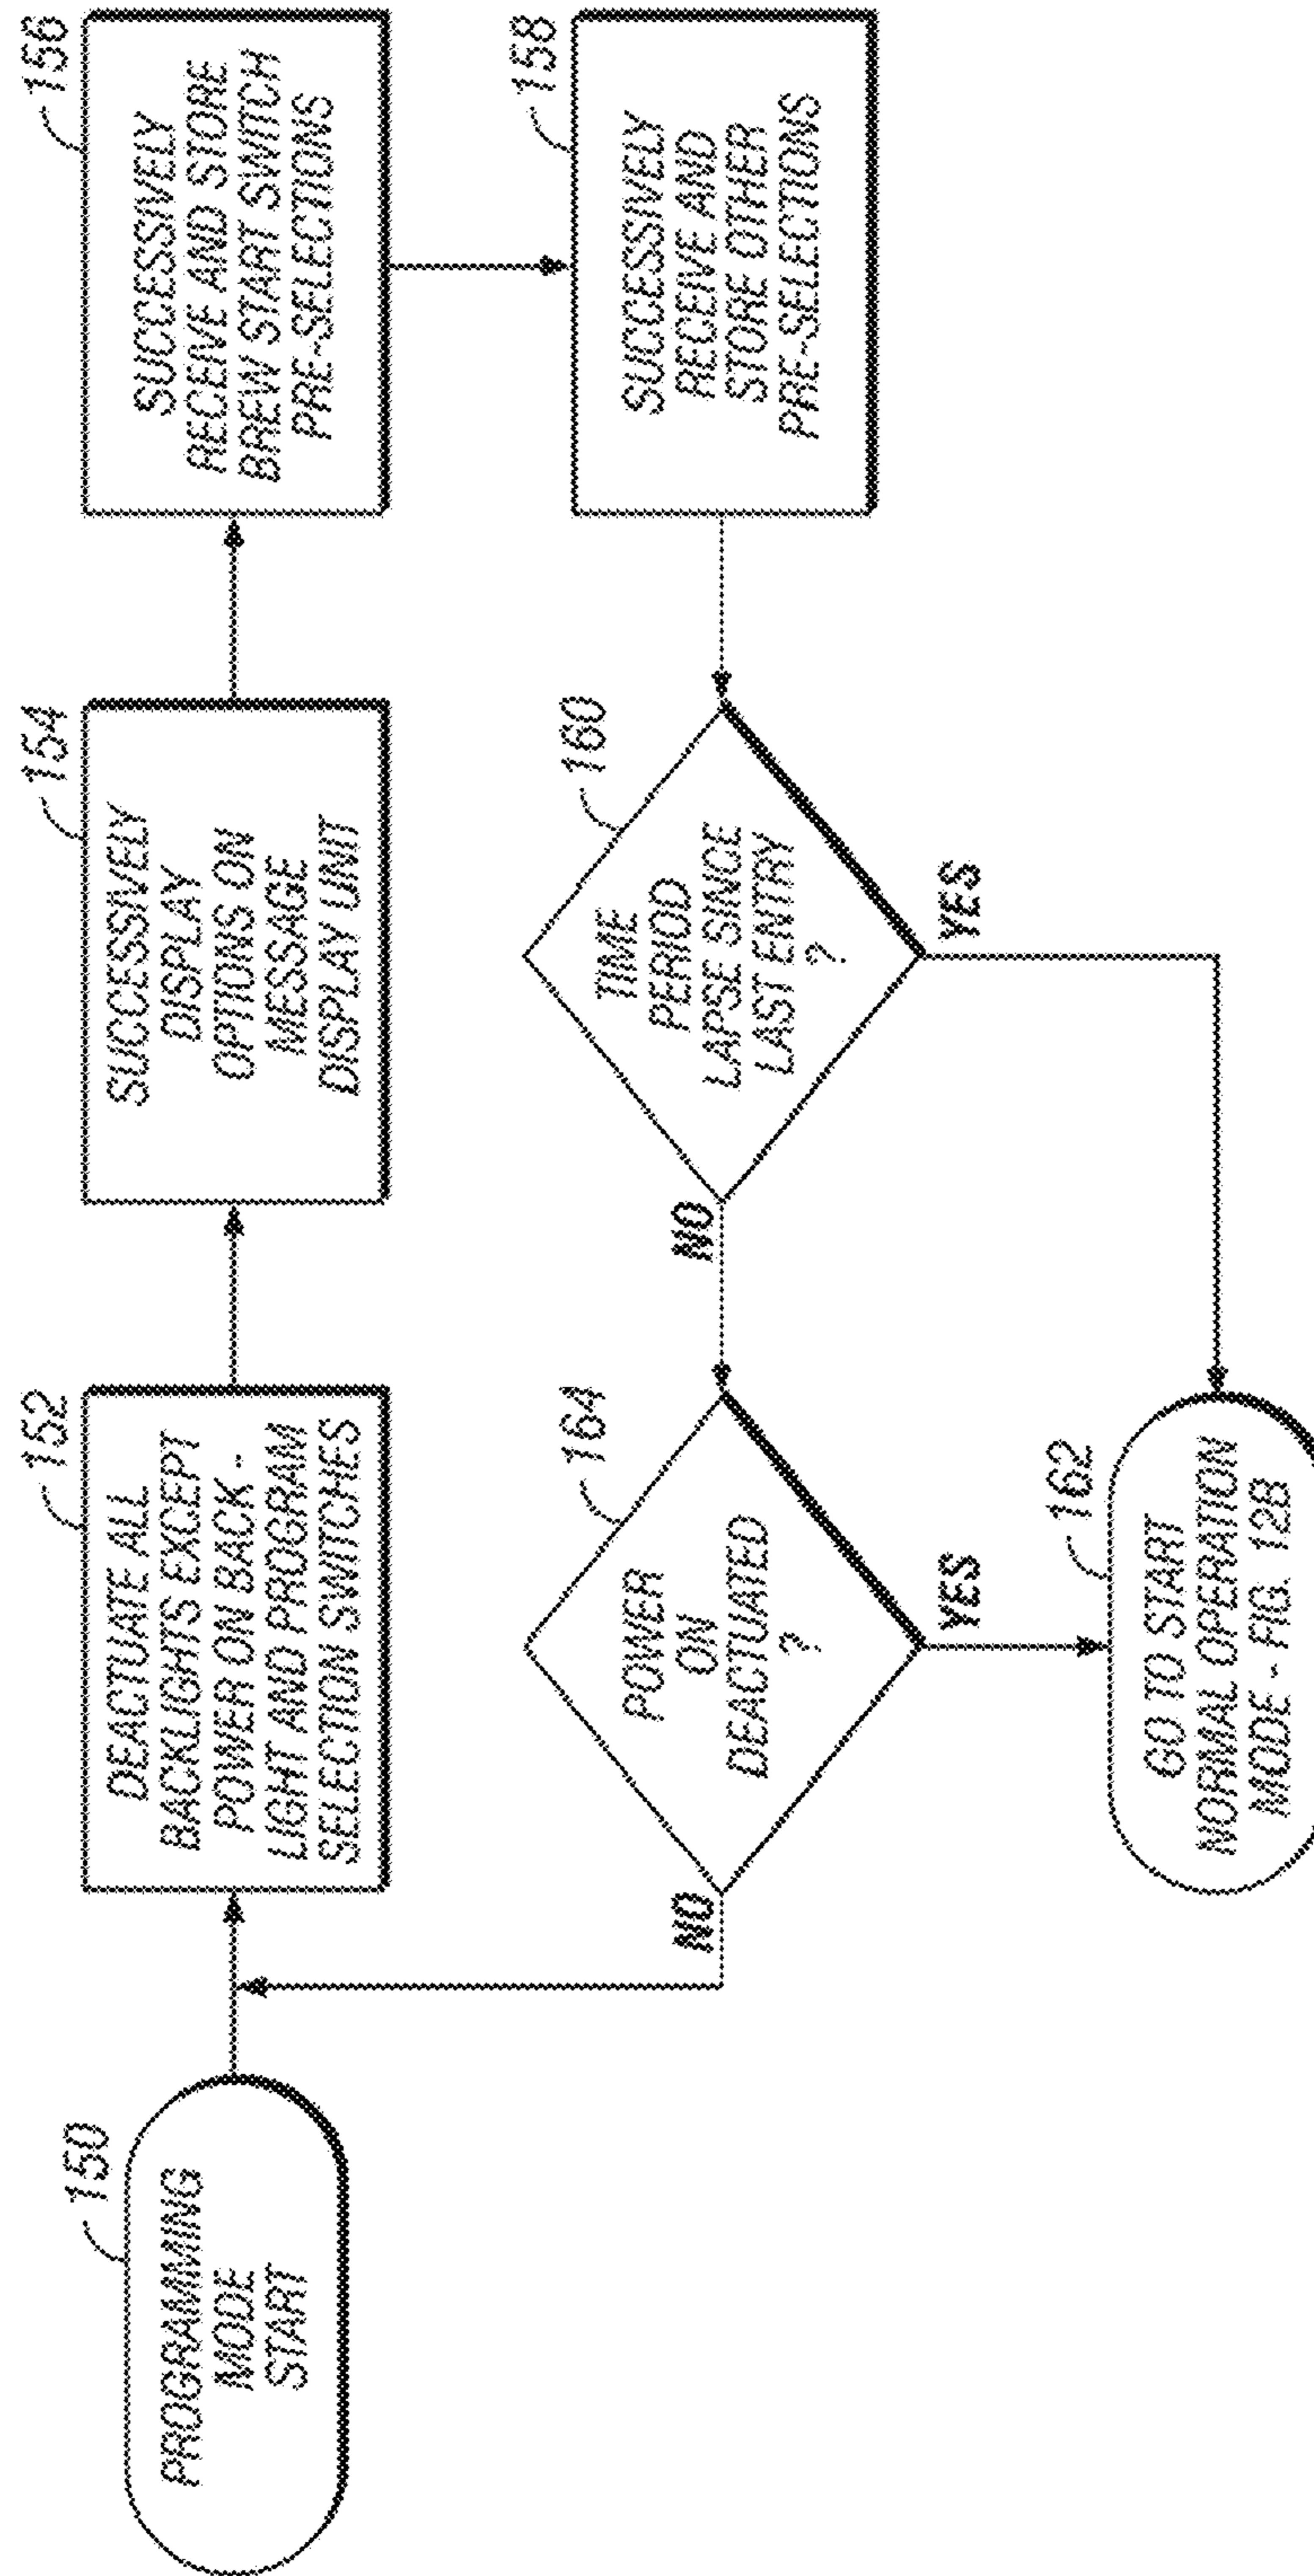 150
PROGRAMMING
MODE
START
152
DEACTUATE ALL
BACKLIGHTS EXCEPT
POWER ON BACK -
LIGHT AND PROGRAM
SELECTION SWITCHES
154
SUCCESSIVELY
DISPLAY
OPTIONS ON
MESSAGE
DISPLAY UNIT
156
SUCCESSIVELY
RECEIVE AND STORE
BREW START SWITCH
PRE-SELECTIONS
158
SUCCESSIVELY
RECEIVE AND
STORE OTHER
PRE-SELECTIONS
160
TIME
PERIOD
LAPSE SINCE
LAST ENTRY
?
NO
YES
164
POWER
ON
DEACTUATED
?
NO
YES
162
GO TO START
NORMAL OPERATION
MODE - FIG. 12B